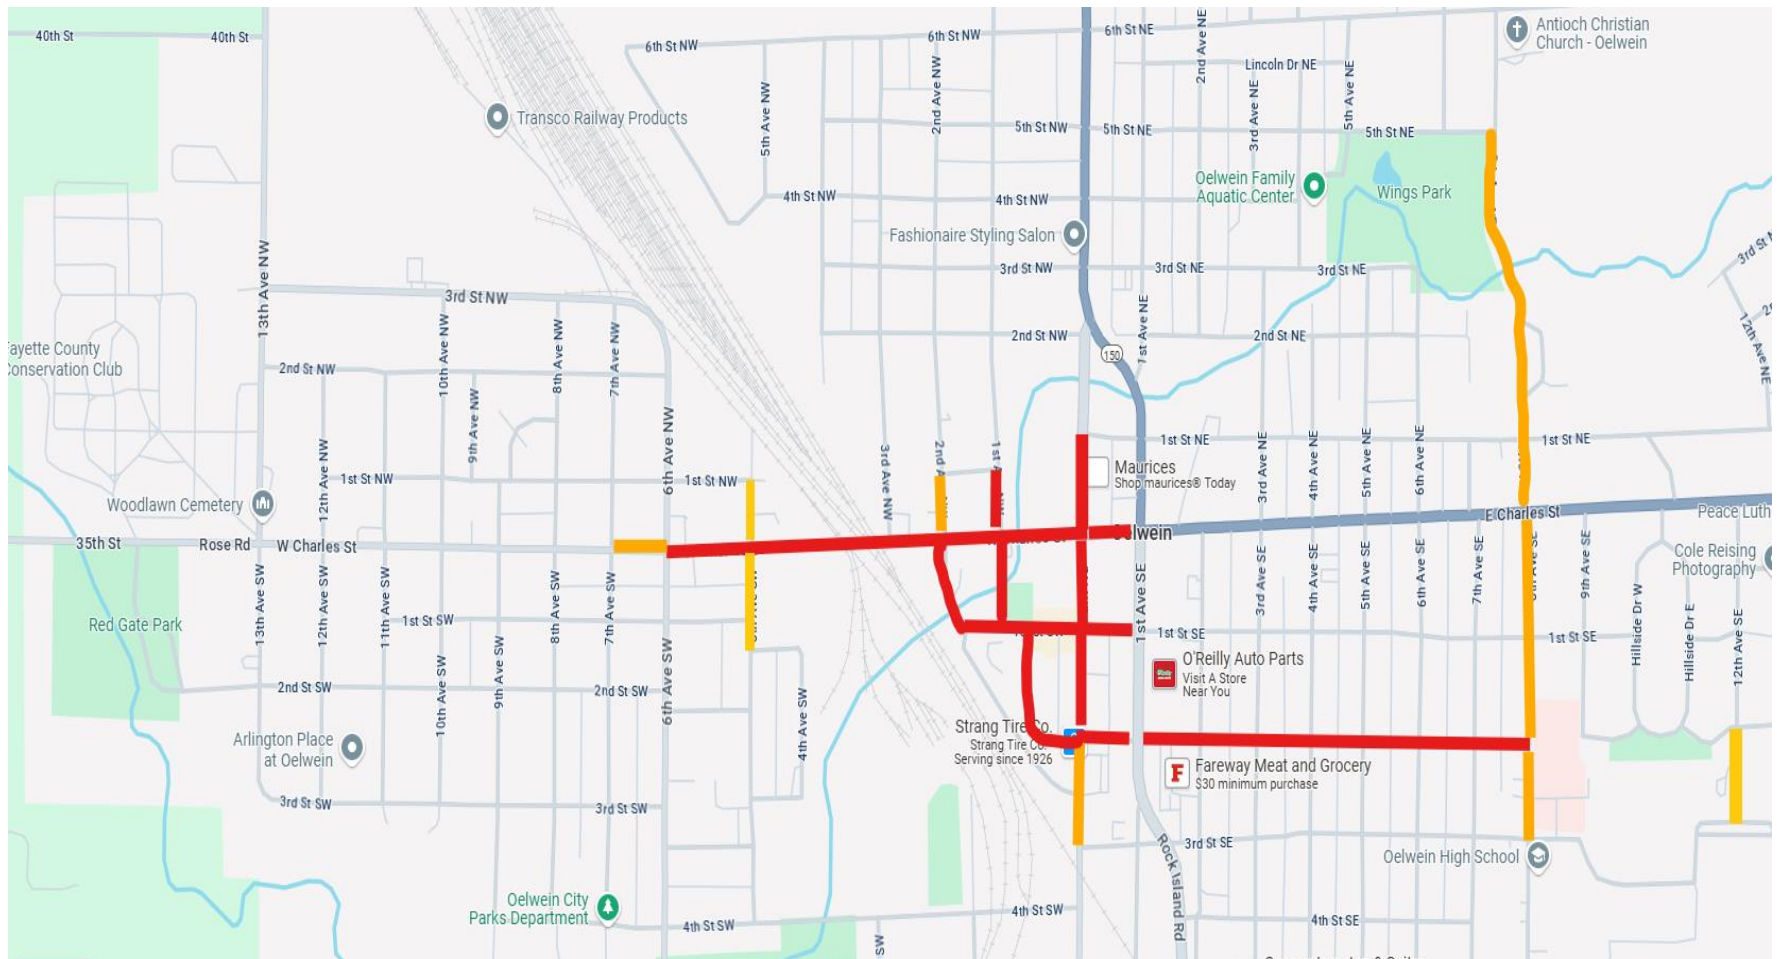 40th St
40th St
6th St NW
6th St NW
6th St NE
2nd Ave NE
Lincoln Dr NE
Antioch Christian
Church - Oelwein
Transco Railway Products
5th Ave NW
2nd Ave NW
5th St NW
5th St NE
3rd Ave NE
5th Ave NE
5th St NE
4th St NW
4th St NW
Oelwein Family
Aquatic Center
Wings Park
Fashionaire Styling Salon
13th Ave NW
3rd St NW
3rd St NE
3rd St NE
3rd St NW
2nd St NW
150
1st Ave NE
2nd St NE
12th Ave NE
ayette County
Conservation Club
2nd St NW
10th Ave NW
8th Ave NW
7th Ave NW
9th Ave NW
6th Ave NW
12th Ave NW
1st St NW
1st St NW
3rd Ave NW
1st St NE
3rd Ave NE
4th Ave NE
5th Ave NE
6th Ave NE
1st St NE
Maurices
Shop maurices® Today
Woodlawn Cemetery
35th St
Rose Rd
W Charles St
Oelwein
E Charles St
Peace Luth
Cole Reising
Photography
Red Gate Park
13th Ave SW
12th Ave SW
11th Ave SW
1st St SW
8th Ave SW
7th Ave SW
1st Ave SE
1st St SE
3rd Ave SE
4th Ave SE
5th Ave SE
6th Ave SE
7th Ave SE
9th Ave SE
1st St SE
Hillside Dr W
Hillside Dr E
12th Ave SE
2nd St SW
10th Ave SW
9th Ave SW
2nd St SW
6th Ave SW
4th Ave SW
O'Reilly Auto Parts
Visit A Store
Near You
Arlington Place
at Oelwein
Strang Tire Co.
Strang Tire Co.
Serving since 1926
Fareway Meat and Grocery
$30 minimum purchase
3rd St SW
3rd St SW
3rd St SE
Rock Island Rd
Oelwein High School
Oelwein City
Parks Department
4th St SW
SW
4th St SW
4th St SE